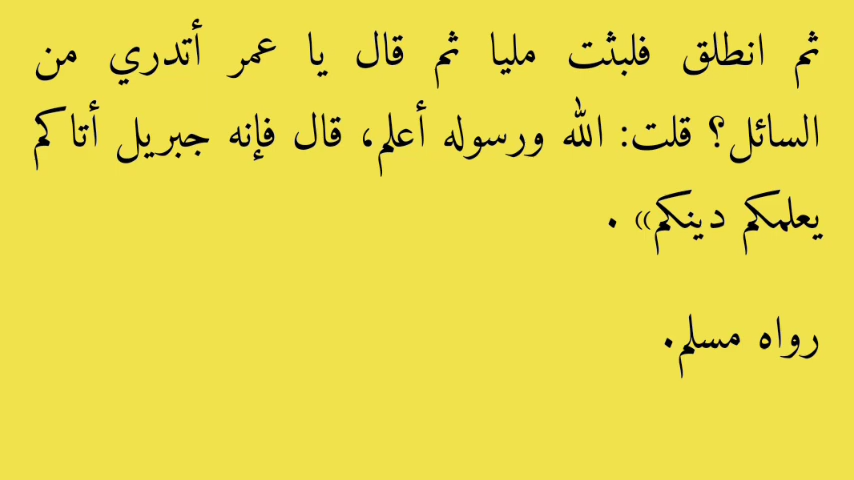 ثم انطلق فلبثت مليا ثم قال يا عمر أتدري من
السائل؟ قلت: الله ورسوله أعلم، قال فإنه جبريل أتاكم
يعلمكم دينكم» .
رواه مسلم.